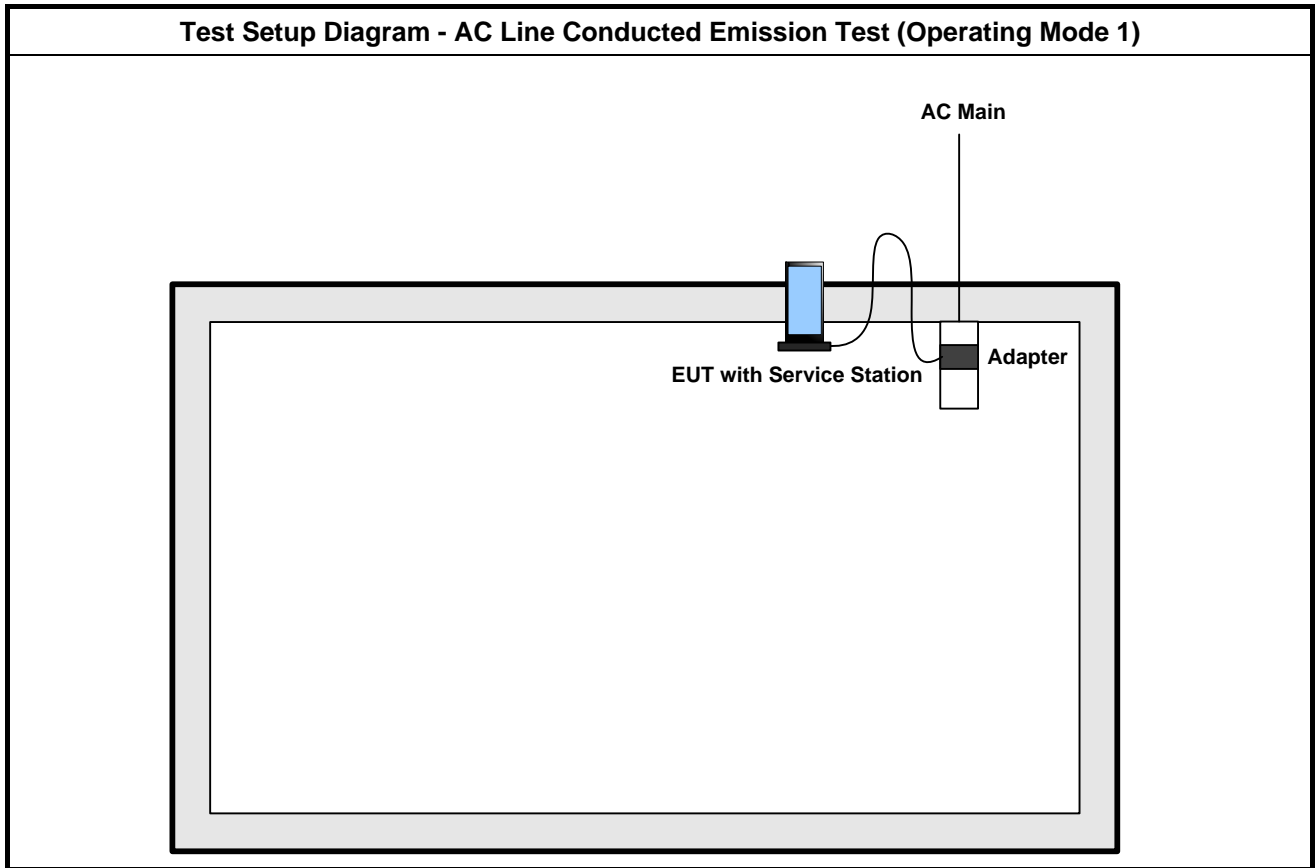 Test Setup Diagram - AC Line Conducted Emission Test (Operating Mode 1)
AC Main
Adapter
EUT with Service Station